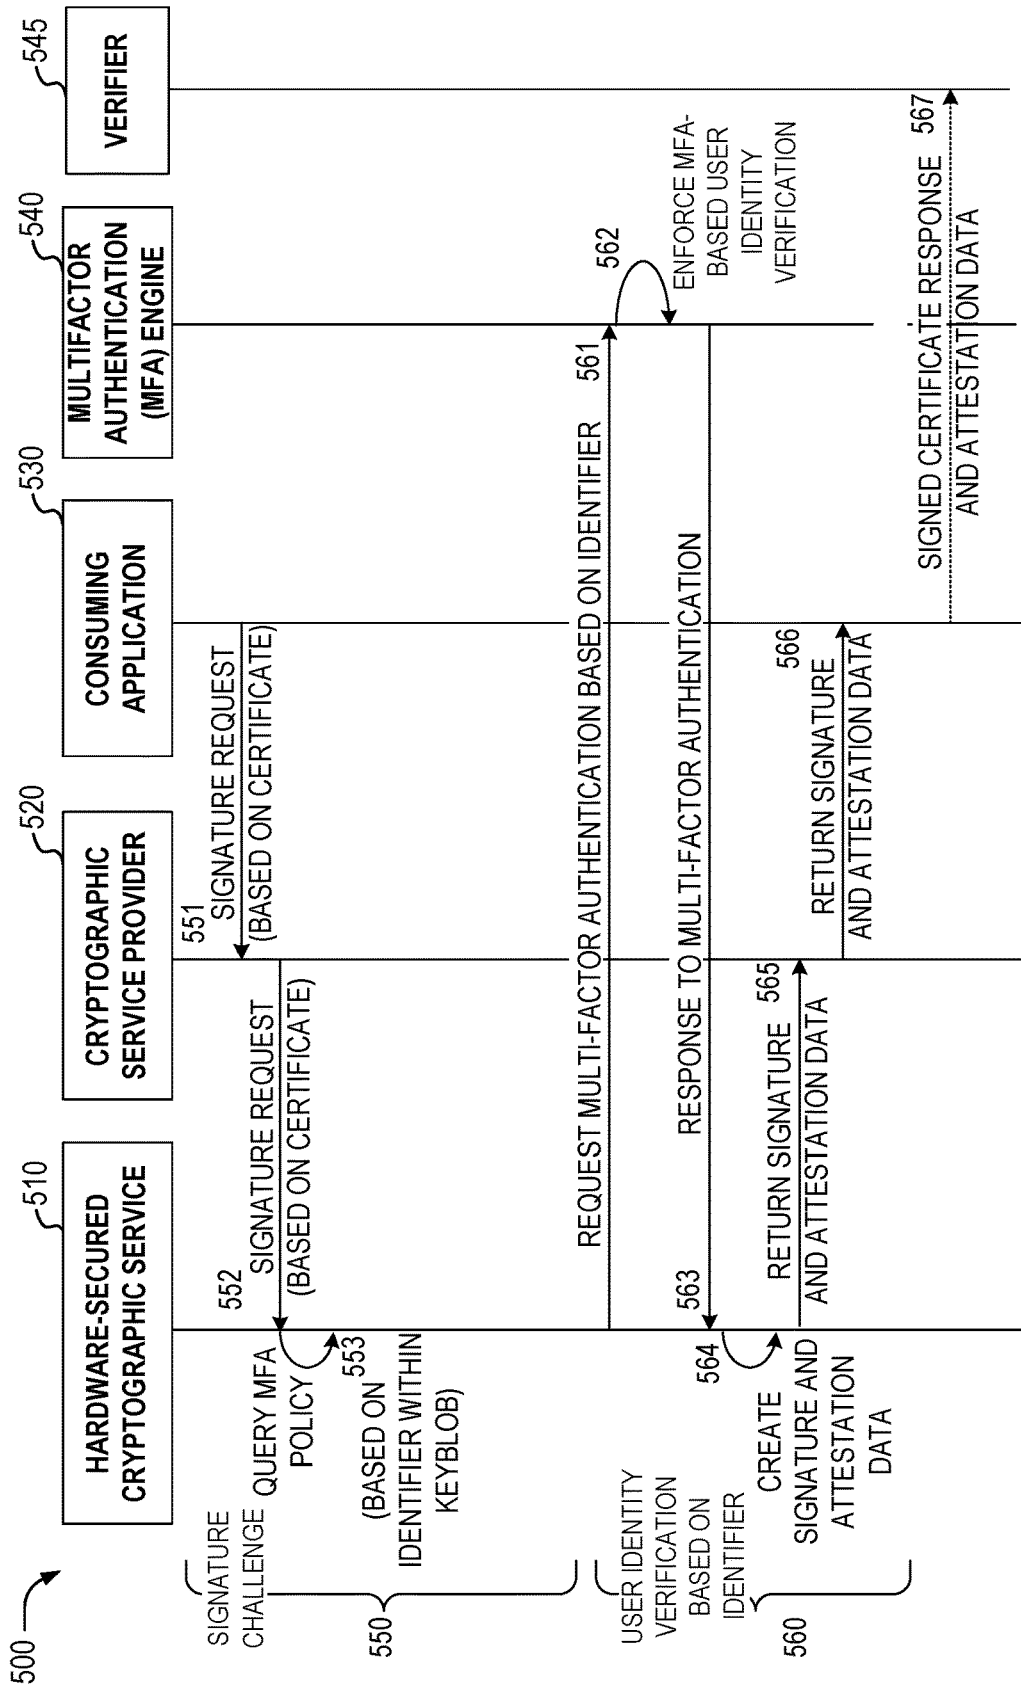 500
510
HARDWARE-SECURED
CRYPTOGRAPHIC SERVICE
520
CRYPTOGRAPHIC
SERVICE PROVIDER
530
CONSUMING
APPLICATION
540
MULTIFACTOR
AUTHENTICATION
(MFA) ENGINE
545
VERIFIER
SIGNATURE
CHALLENGE
550
551
SIGNATURE REQUEST
(BASED ON CERTIFICATE)
552
SIGNATURE REQUEST
(BASED ON CERTIFICATE)
QUERY MFA
POLICY
553
(BASED ON
IDENTIFIER WITHIN
KEYBLOB)
USER IDENTITY
VERIFICATION
BASED ON
IDENTIFIER
560
REQUEST MULTI-FACTOR AUTHENTICATION BASED ON IDENTIFIER
561
562
ENFORCE MFA-
BASED USER
IDENTITY
VERIFICATION
563
RESPONSE TO MULTI-FACTOR AUTHENTICATION
564
CREATE
SIGNATURE AND
ATTESTATION
DATA
RETURN SIGNATURE
AND ATTESTATION DATA
565
RETURN SIGNATURE
AND ATTESTATION DATA
566
SIGNED CERTIFICATE RESPONSE
AND ATTESTATION DATA
567